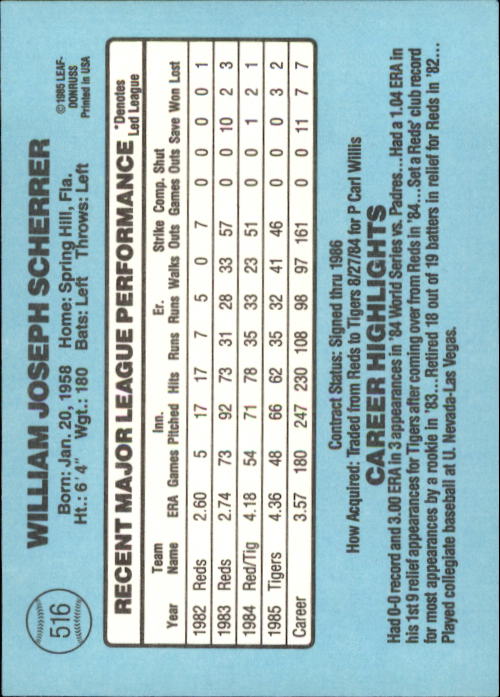 516
WILLIAM JOSEPH SCHERRER
Born: Jan. 20, 1958 Home: Spring Hill, Fla.
Ht.: 6' 4" Wgt.: 180 Bats: Left Throws: Left
©1985 LEAF-
DONRUSS
Printed in USA
RECENT MAJOR LEAGUE PERFORMANCE *Denotes
Led League
Team Inn. Er. Strike Comp. Shut
Year Name ERA Games Pitched Hits Runs Runs Walks Outs Games Outs Save Won Lost
1982 Reds 2.60 5 17 17 7 5 0 7 0 0 0 0 1
1983 Reds 2.74 73 92 73 31 28 33 57 0 0 10 2 3
1984 Red/Tig 4.18 54 71 78 35 33 23 51 0 0 1 2 1
1985 Tigers 4.36 48 66 62 35 32 41 46 0 0 0 3 2
Career 3.57 180 247 230 108 98 97 161 0 0 11 7 7
Contract Status: Signed thru 1986
How Acquired: Traded from Reds to Tigers 8/27/84 for P Carl Willis
CAREER HIGHLIGHTS
Had 0-0 record and 3.00 ERA in 3 appearances in '84 World Series vs. Padres...Had a 1.04 ERA in
his 1st 9 relief appearances for Tigers after coming over from Reds in '84...Set a Reds' club record
for most appearances by a rookie in '83...Retired 18 out of 19 batters in relief for Reds in '82...
Played collegiate baseball at U. Nevada-Las Vegas.